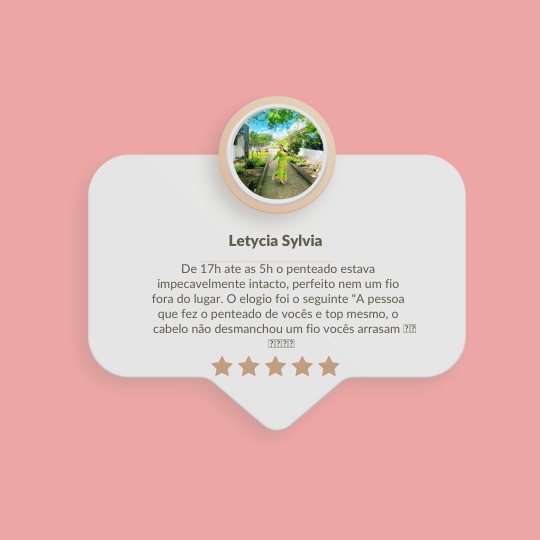 Letycia Sylvia
De 17h ate as 5h o penteado estava
impecavelmente intacto, perfeito nem um fio
fora do lugar. O elogio foi o seguinte "A pessoa
que fez o penteado de vocês e top mesmo, o
cabelo não desmanchou um fio vocês arrasam